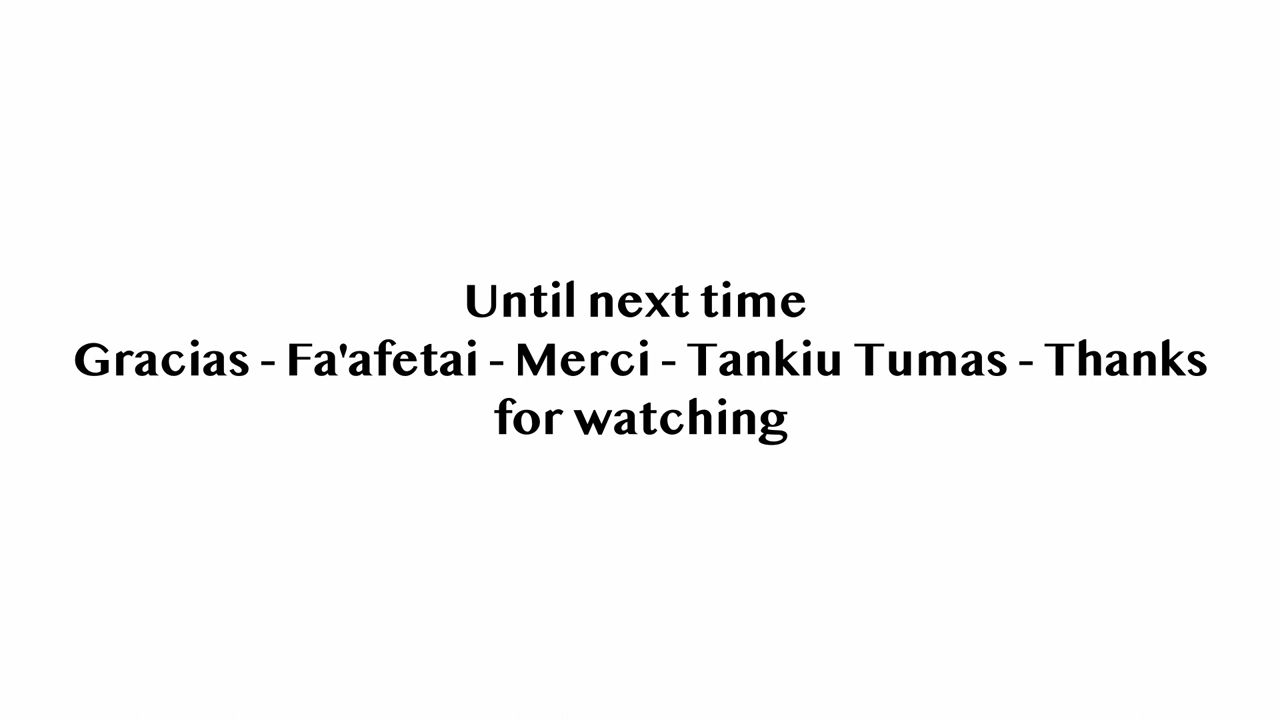 Until next time
Gracias - Fa'afetai - Merci - Tankiu Tumas - Thanks
for watching